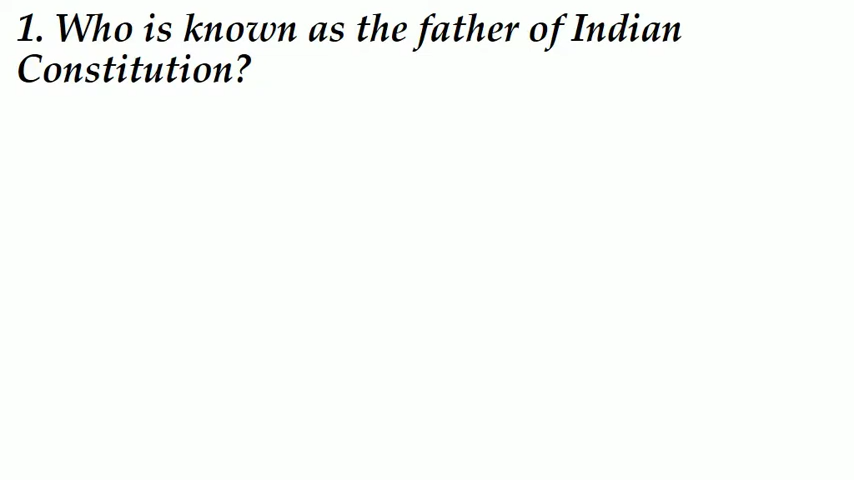 1. Who is known as the father of Indian
Constitution?